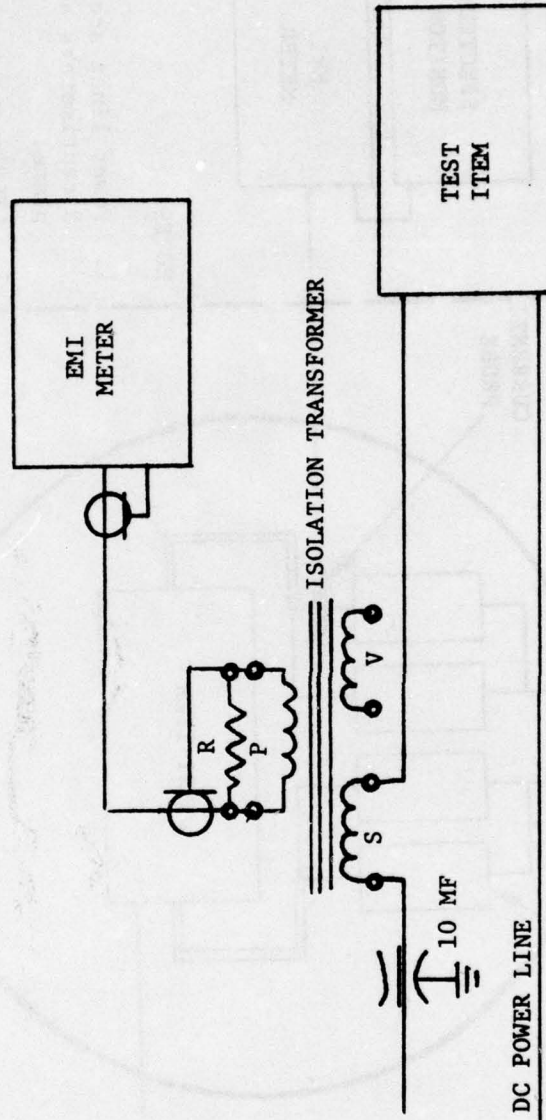 EMI
METER
TEST
ITEM
ISOLATION TRANSFORMER
R
P
S
V
10 MF
DC POWER LINE